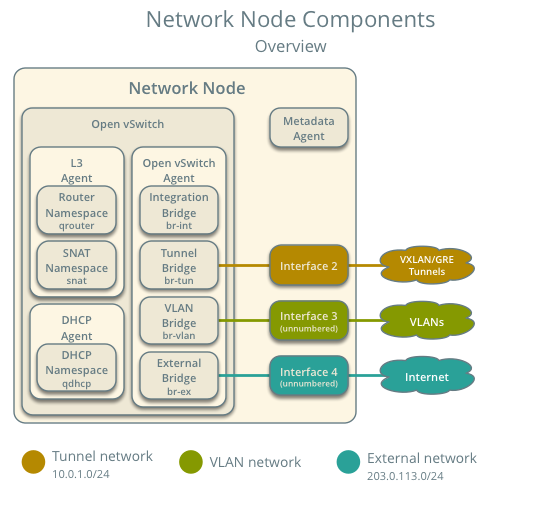 Network Node Components
Overview
Network Node
Open vSwitch
Metadata
Agent
L3
Agent
Router
Namespace
qrouter
SNAT
Namespace
snat
DHCP
Agent
DHCP
Namespace
qdhcp
Open vSwitch
Agent
Integration
Bridge
br-int
Tunnel
Bridge
br-tun
VLAN
Bridge
br-vlan
External
Bridge
br-ex
Interface 2
Interface 3
(unnumbered)
Interface 4
(unnumbered)
VXLAN/GRE
Tunnels
VLANs
Internet
Tunnel network
10.0.1.0/24
VLAN network
External network
203.0.113.0/24